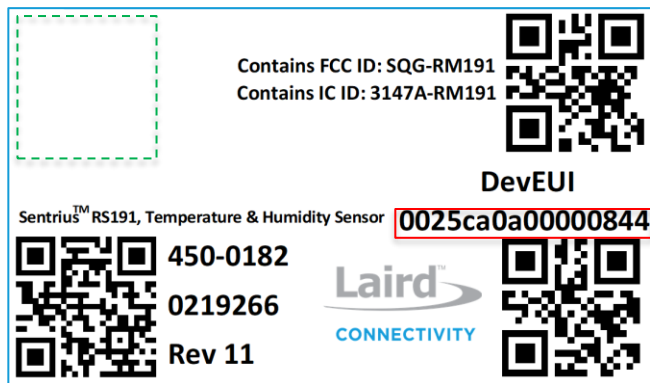 Contains FCC ID: SQG-RM191
Contains IC ID: 3147A-RM191
DevEUI
Sentrius™ RS191, Temperature & Humidity Sensor
0025ca0a00000844
450-0182
0219266
Rev 11
Laird™
CONNECTIVITY